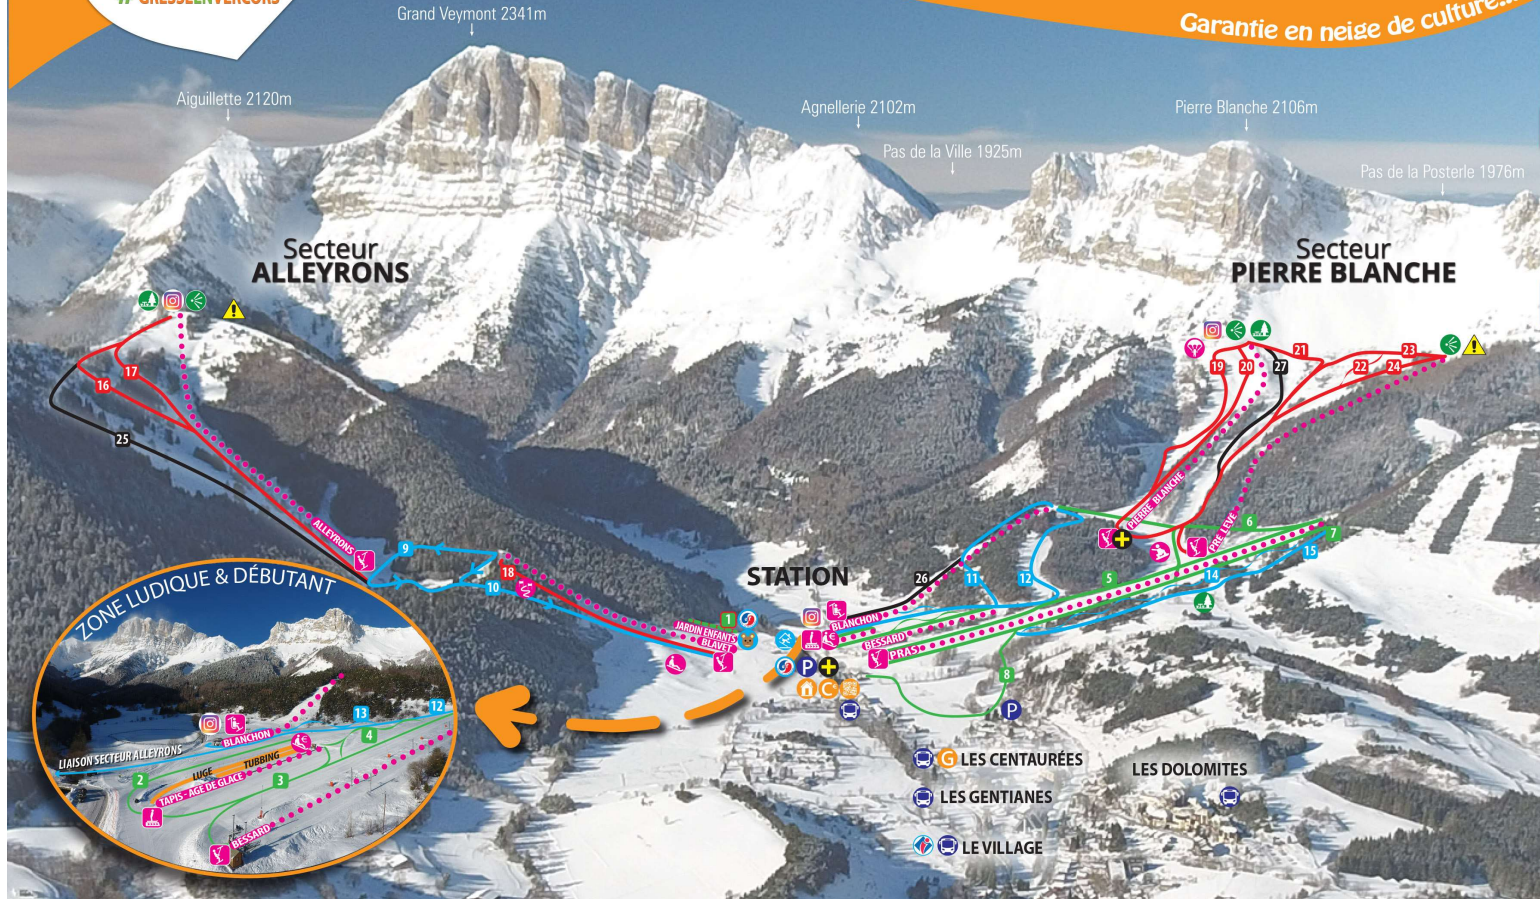 # GRESSEENVERCORS
Garantie en neige de culture...
Grand Veymont 2341m
Aiguillette 2120m
Agnellerie 2102m
Pierre Blanche 2106m
Pas de la Ville 1925m
Pas de la Posterle 1976m
Secteur
ALLEYRONS
Secteur
PIERRE BLANCHE
16
17
25
ALLEYRONS
19
20
27
21
22
24
23
PIERRE BLANCHE
PRÉ LEVÉ
6
7
15
14
5
9
10
18
STATION
26
11
12
1
JARDIN ENFANTS
BLAVET
BLANCHON
BESSARD
PRAS
P
8
P
G LES CENTAURÉES
LES GENTIANES
LE VILLAGE
LES DOLOMITES
ZONE LUDIQUE & DÉBUTANT
13
12
BLANCHON
4
LIAISON SECTEUR ALLEYRONS
LUGE
TUBBING
2
TAPIS - AGE DE GLACE
3
BESSARD